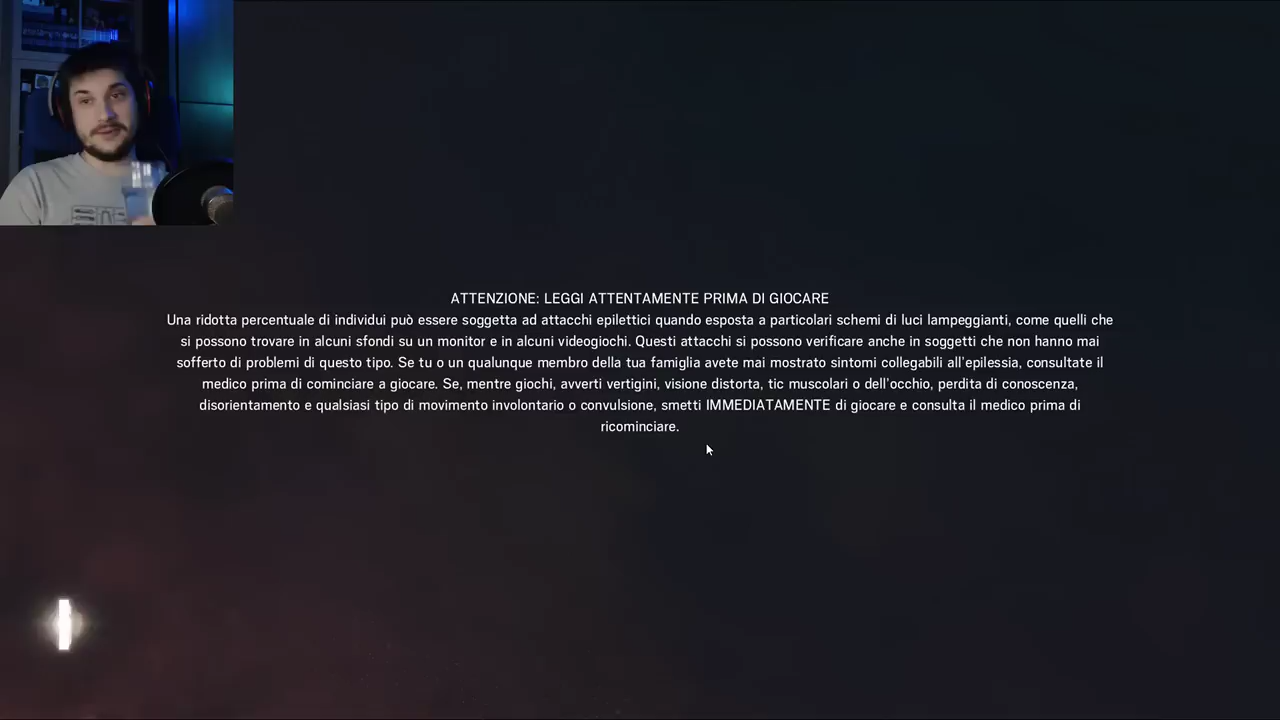 ATTENZIONE: LEGGI ATTENTAMENTE PRIMA DI GIOCARE
Una ridotta percentuale di individui può essere soggetta ad attacchi epilettici quando esposta a particolari schemi di luci lampeggianti, come quelli che
si possono trovare in alcuni sfondi su un monitor e in alcuni videogiochi. Questi attacchi si possono verificare anche in soggetti che non hanno mai
sofferto di problemi di questo tipo. Se tu o un qualunque membro della tua famiglia avete mai mostrato sintomi collegabili all'epilessia, consultate il
medico prima di cominciare a giocare. Se, mentre giochi, avverti vertigini, visione distorta, tic muscolari o dell'occhio, perdita di conoscenza,
disorientamento e qualsiasi tipo di movimento involontario o convulsione, smetti IMMEDIATAMENTE di giocare e consulta il medico prima di
ricominciare.